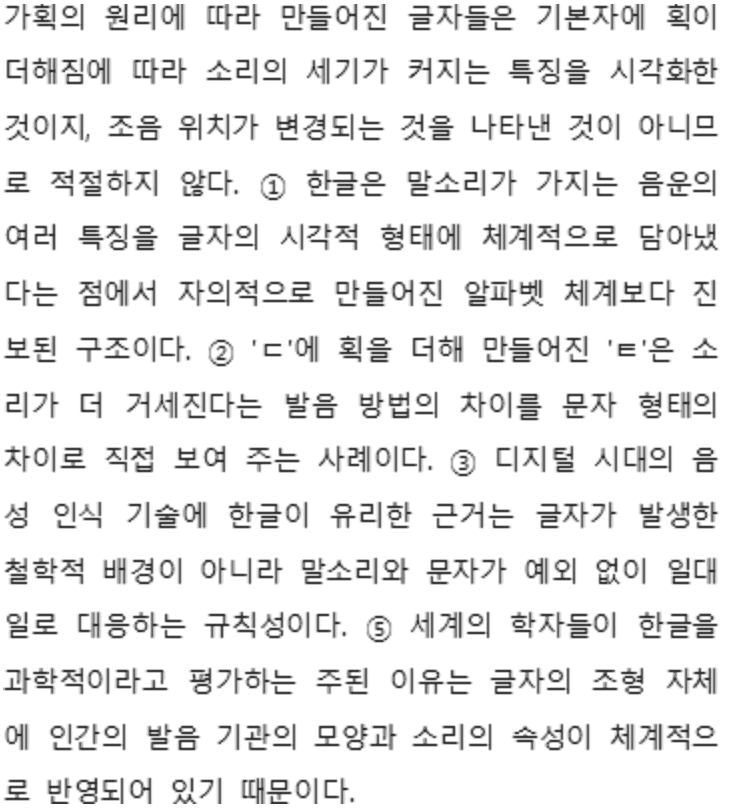 가획의 원리에 따라 만들어진 글자들은 기본자에 획이
더해짐에 따라 소리의 세기가 커지는 특징을 시각화한
것이지, 조음 위치가 변경되는 것을 나타낸 것이 아니므
로 적절하지 않다. ① 한글은 말소리가 가지는 음운의
여러 특징을 글자의 시각적 형태에 체계적으로 담아냈
다는 점에서 자의적으로 만들어진 알파벳 체계보다 진
보된 구조이다. ② 'ㄷ'에 획을 더해 만들어진 'ㅌ'은 소
리가 더 거세진다는 발음 방법의 차이를 문자 형태의
차이로 직접 보여 주는 사례이다. ③ 디지털 시대의 음
성 인식 기술에 한글이 유리한 근거는 글자가 발생한
철학적 배경이 아니라 말소리와 문자가 예외 없이 일대
일로 대응하는 규칙성이다. ⑤ 세계의 학자들이 한글을
과학적이라고 평가하는 주된 이유는 글자의 조형 자체
에 인간의 발음 기관의 모양과 소리의 속성이 체계적으
로 반영되어 있기 때문이다.